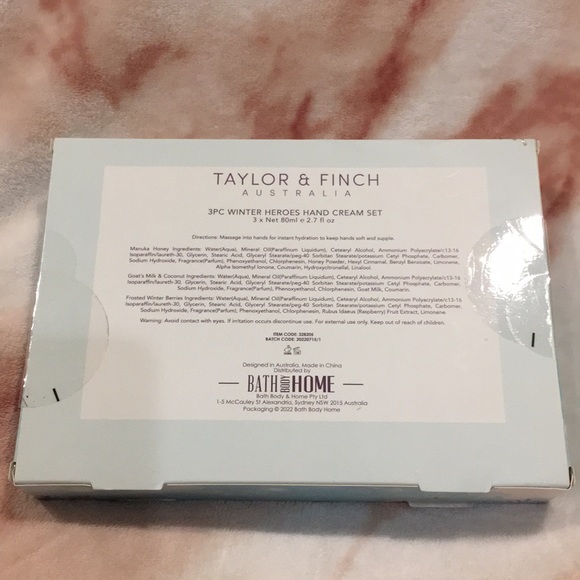 TAYLOR & FINCH
AUSTRALIA
3PC WINTER HEROES HAND CREAM SET
3 x Net 80ml e 2.7 fl oz
Directions: Massage into hands for instant hydration to keep hands soft and supple.
Manuka Honey Ingredients: Water(Aqua), Mineral Oil(Paraffinum Liquidum), Cetearyl Alcohol, Ammonium Polyacrylate/c13-16
isoparaffin/laureth-30, Glycerin, Stearic Acid, Glyceryl Stearate/peg-40 Sorbitan Stearate/potassium Cetyl Phosphate, Carbomer,
Sodium Hydroxide, Fragrance(Parfum), Phenoxyethanol, Chlorphenesin, Honey Powder, Hexyl Cinnamal, Benzyl Benzoate, Limonene,
Alpha Isomethyl Ionone, Coumarin, Hydroxycitronellal, Linalool
Goat's Milk & Coconut Ingredients: Water(Aqua), Mineral Oil(Paraffinum Liquidum), Cetearyl Alcohol, Ammonium Polyacrylate/c13-16
isoparaffin/laureth-30, Glycerin, Stearic Acid, Glyceryl Stearate/peg-40 Sorbitan Stearate/potassium Cetyl Phosphate, Carbomer,
Sodium Hydroxide, Fragrance(Parfum), Phenoxyethanol, Chlorphenesin, Goat Milk, Coumarin
Frosted Winter Berries Ingredients: Water(Aqua), Mineral Oil(Paraffinum Liquidum), Cetearyl Alcohol, Ammonium Polyacrylate/c13-16
isoparaffin/laureth-30, Glycerin, Stearic Acid, Glyceryl Stearate/peg-40 Sorbitan Stearate/potassium Cetyl Phosphate, Carbomer,
Sodium Hydroxide, Fragrance(Parfum), Phenoxyethanol, Chlorphenesin, Rubus Idaeus (Raspberry) Fruit Extract, Limonene
Warning: Avoid contact with eyes. If irritation occurs discontinue use. For external use only. Keep out of reach of children.
ITEM CODE: 328205
BATCH CODE: 20220715/1
Designed in Australia. Made in China
Distributed by
BATH BODY HOME
Bath Body & Home Pty Ltd
1-5 McCauley St Alexandria, Sydney NSW 2015 Australia
Packaging © 2022 Bath Body Home